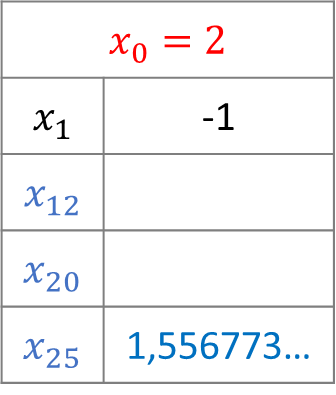 x₀ = 2
x₁ -1
x₁₂
x₂₀
x₂₅ 1,556773...